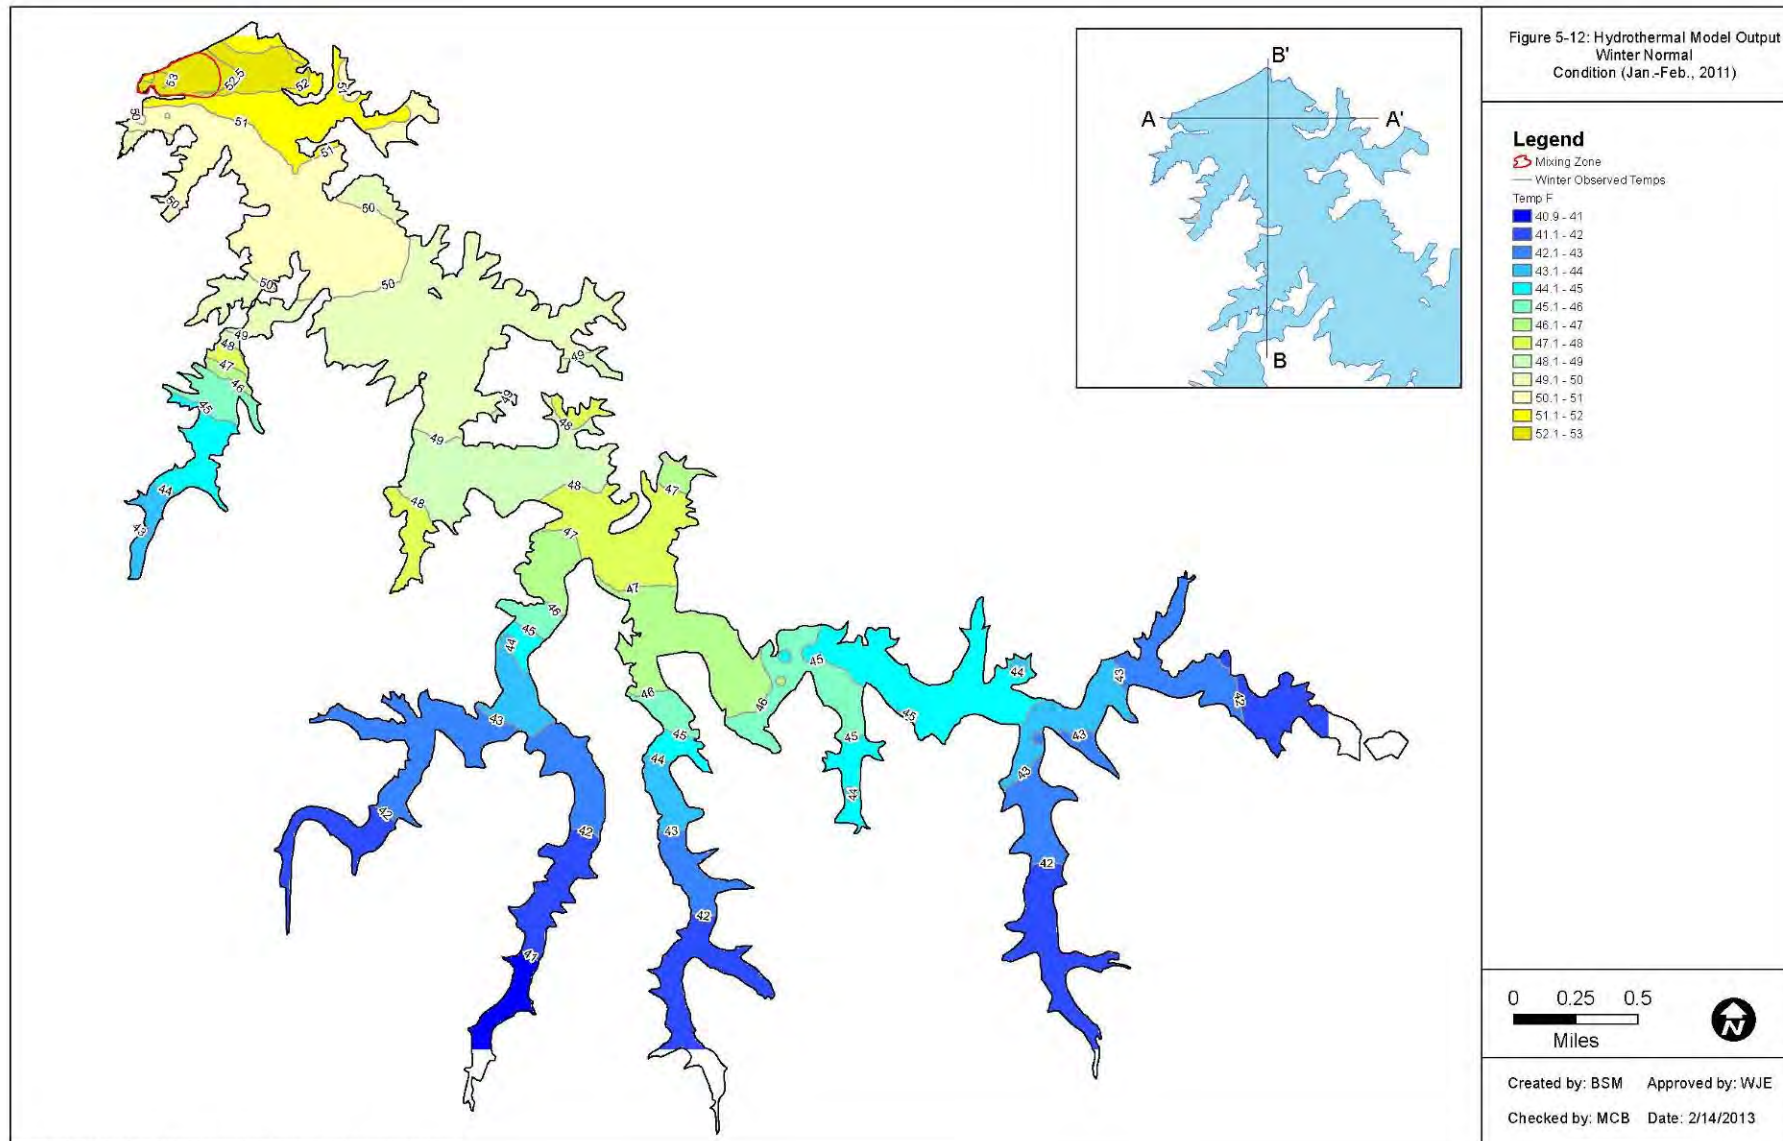 Figure 5-12: Hydrothermal Model Output
Winter Normal
Condition (Jan.-Feb., 2011)
Legend
Mixing Zone
Winter Observed Temps
Temp F
40.9 - 41
41.1 - 42
42.1 - 43
43.1 - 44
44.1 - 45
45.1 - 46
46.1 - 47
47.1 - 48
48.1 - 49
49.1 - 50
50.1 - 51
51.1 - 52
52.1 - 53
0 0.25 0.5
Miles
N
Created by: BSM Approved by: WJE
Checked by: MCB Date: 2/14/2013
B'
A A'
B
53
52.5
52
51
50
51
51
50
50
50
50
49
48
47
46
45
44
43
49
49
49
48
48
48
47
47
47
46
45
44
43
42
42
41
46
45
44
43
42
46
45
45
45
44
44
43
43
43
42
42